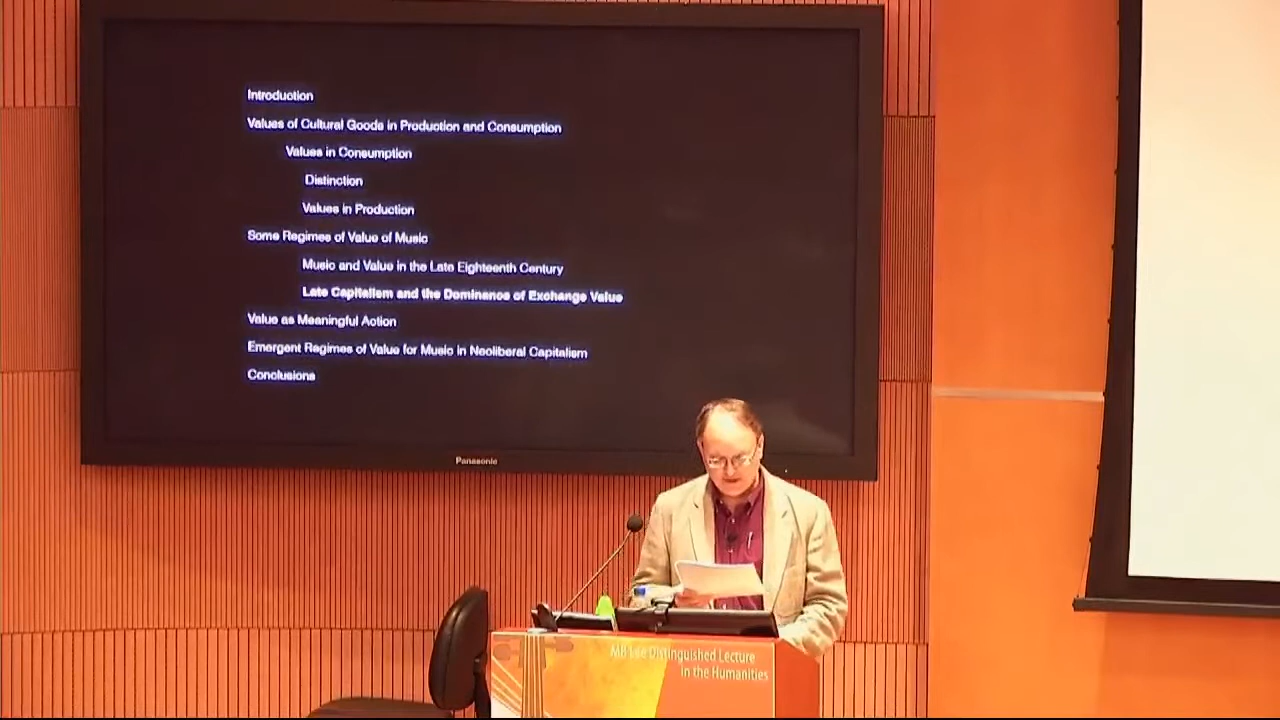 Introduction
Values of Cultural Goods in Production and Consumption
Values in Consumption
Distinction
Values in Production
Some Regimes of Value of Music
Music and Value in the Late Eighteenth Century
Late Capitalism and the Dominance of Exchange Value
Value as Meaningful Action
Emergent Regimes of Value for Music in Neoliberal Capitalism
Conclusions
Panasonic
MB Lee Distinguished Lecture
in the Humanities